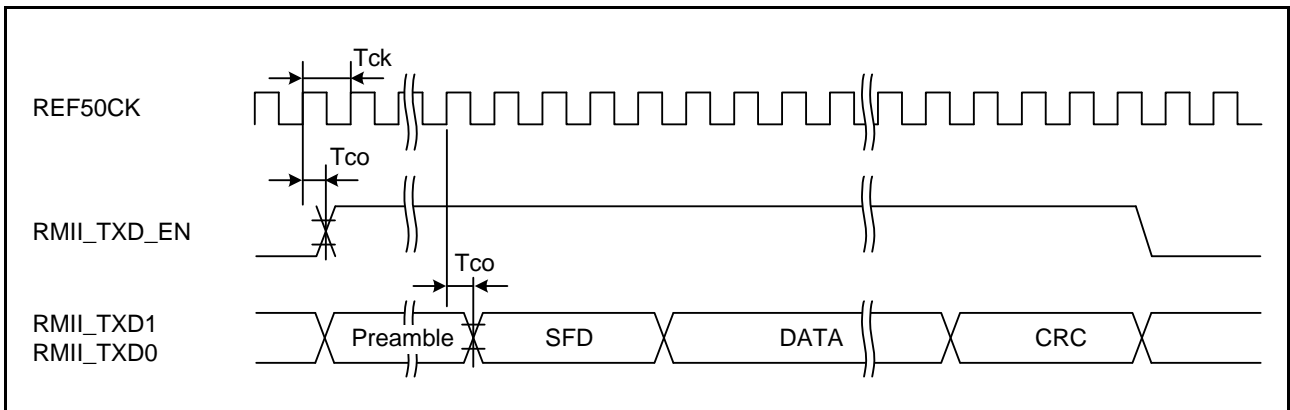 Tck
REF50CK
Tco
RMII_TXD_EN
Tco
RMII_TXD1
RMII_TXD0
Preamble SFD DATA CRC